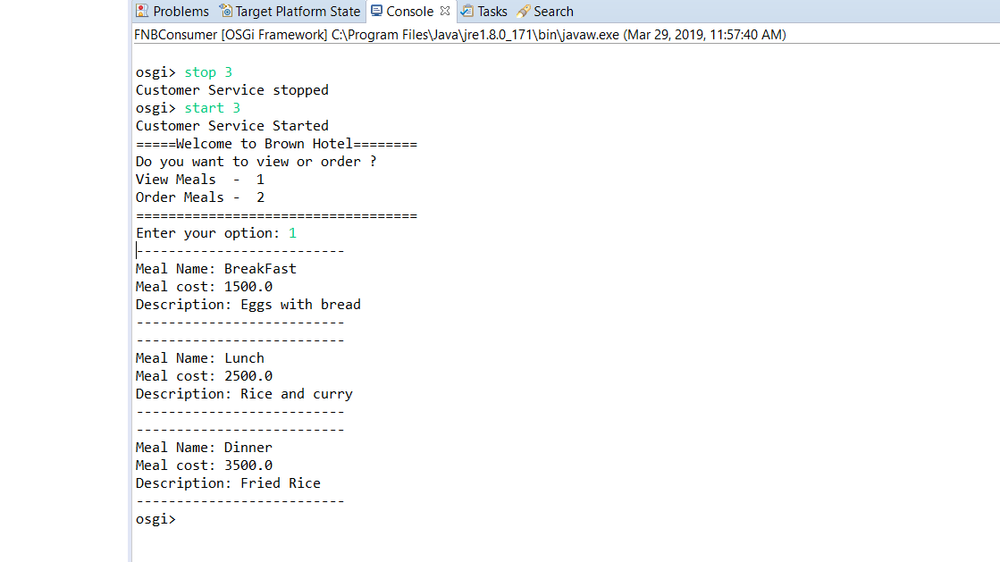 Problems Target Platform State Console Tasks Search
FNBConsumer [OSGi Framework] C:\Program Files\Java\jre1.8.0_171\bin\javaw.exe (Mar 29, 2019, 11:57:40 AM)
osgi> stop 3
Customer Service stopped
osgi> start 3
Customer Service Started
=====Welcome to Brown Hotel========
Do you want to view or order ?
View Meals  -  1
Order Meals -  2
===================================
Enter your option: 1
--------------------------
Meal Name: BreakFast
Meal cost: 1500.0
Description: Eggs with bread
--------------------------
--------------------------
Meal Name: Lunch
Meal cost: 2500.0
Description: Rice and curry
--------------------------
--------------------------
Meal Name: Dinner
Meal cost: 3500.0
Description: Fried Rice
--------------------------
osgi>